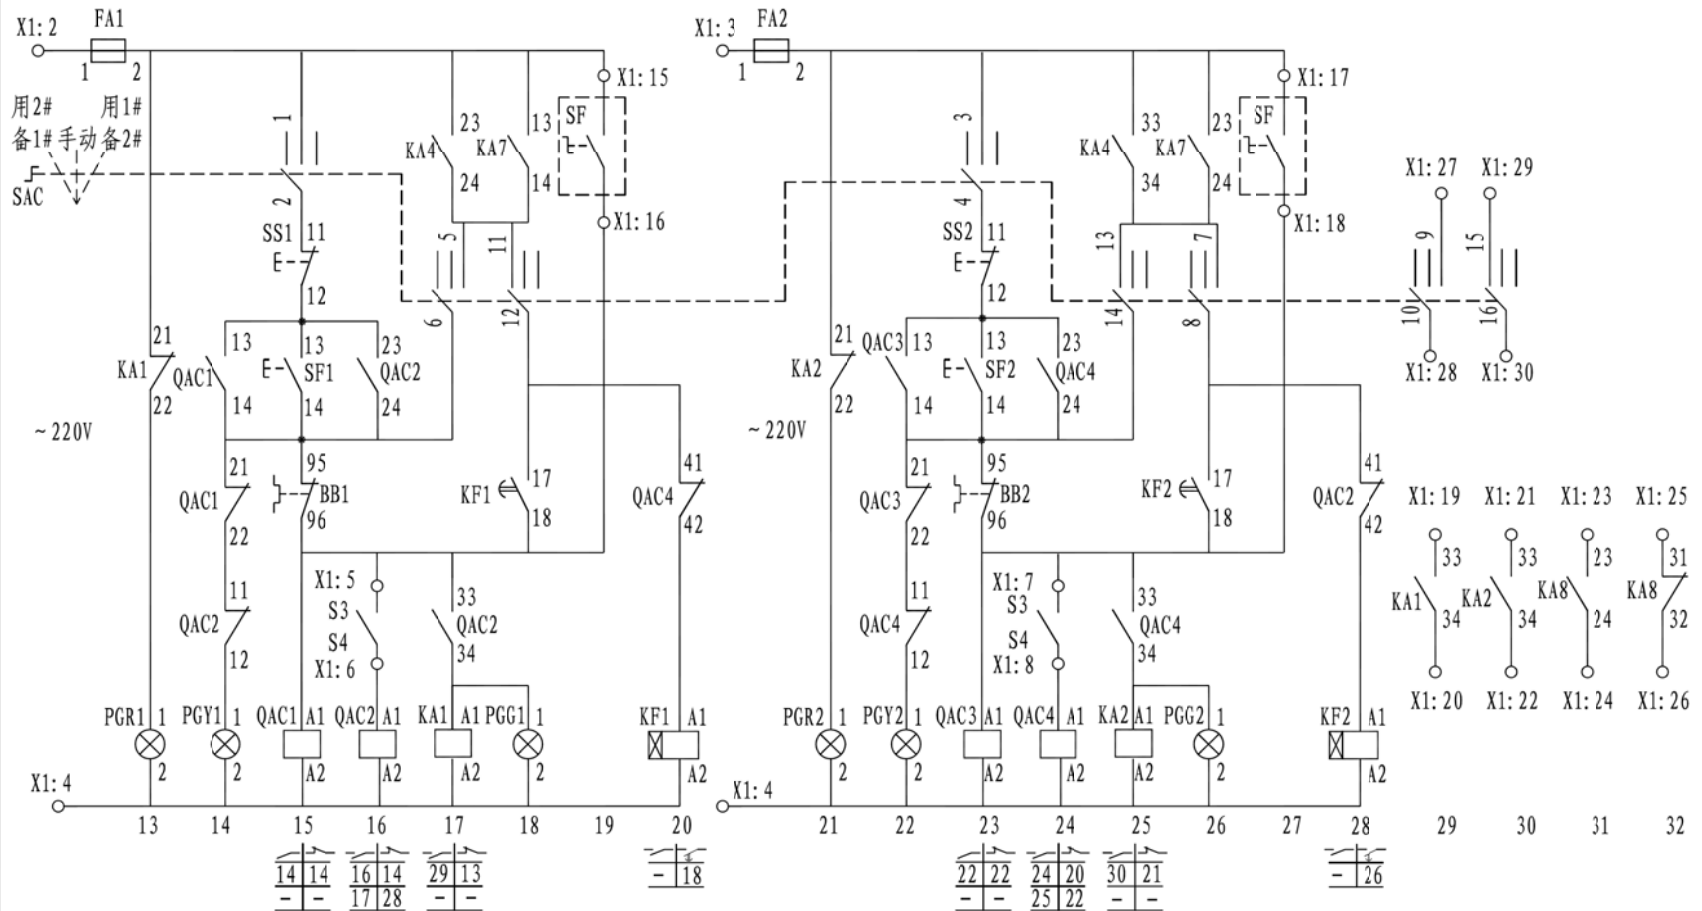 X1:2 FA1 X1:3 FA2
1 2 X1:15 1 2 X1:17
用2# 用1#
备1# 手动 备2#
SAC
1 23 13 SF 3 33 23 SF
KA4 KA7 KA4 KA7 X1:27 X1:29
2 24 14 4 34 24
SS1 11 5 11 X1:16 SS2 11 13 7 X1:18 9 15
12 6 12 12 14 8 10 16
21 13 13 23 21 QAC3 13 13 23 X1:28 X1:30
KA1 QAC1 SF1 QAC2 KA2 SF2 QAC4
22 14 14 24 22 14 14 24
~220V ~220V
21 95 17 41 21 95 17 41
QAC1 BB1 KF1 QAC4 QAC3 BB2 KF2 QAC2 X1:19 X1:21 X1:23 X1:25
22 96 18 42 22 96 18 42
33 33 23 31
11 X1:5 33 11 X1:7 33
QAC2 S3 QAC2 QAC4 S3 QAC4 KA1 KA2 KA8 KA8
S4 34 S4 34 34 34 24 32
12 X1:6 12 X1:8
X1:20 X1:22 X1:24 X1:26
PGR1 1 PGY1 1 QAC1 A1 QAC2 A1 KA1 A1 PGG1 1 KF1 A1 PGR2 1 PGY2 1 QAC3 A1 QAC4 A1 KA2 A1 PGG2 1 KF2 A1
2 2 A2 A2 A2 2 A2 2 2 A2 A2 A2 2 A2
X1:4 X1:4
13 14 15 16 17 18 19 20 21 22 23 24 25 26 27 28 29 30 31 32
14 14 16 14 29 13 - 18 22 22 24 20 30 21 - 26
- - 17 28 - - - - 25 22 - -